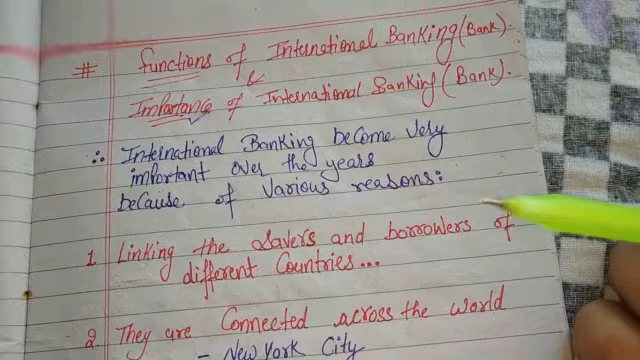 # Functions of International Banking (Bank).
Importance of International Banking (Bank).
∴ International Banking become very
important over the years
because of various reasons:
1 Linking the savers and borrowers of
different Countries...
2. They are Connected across the world
- New York City